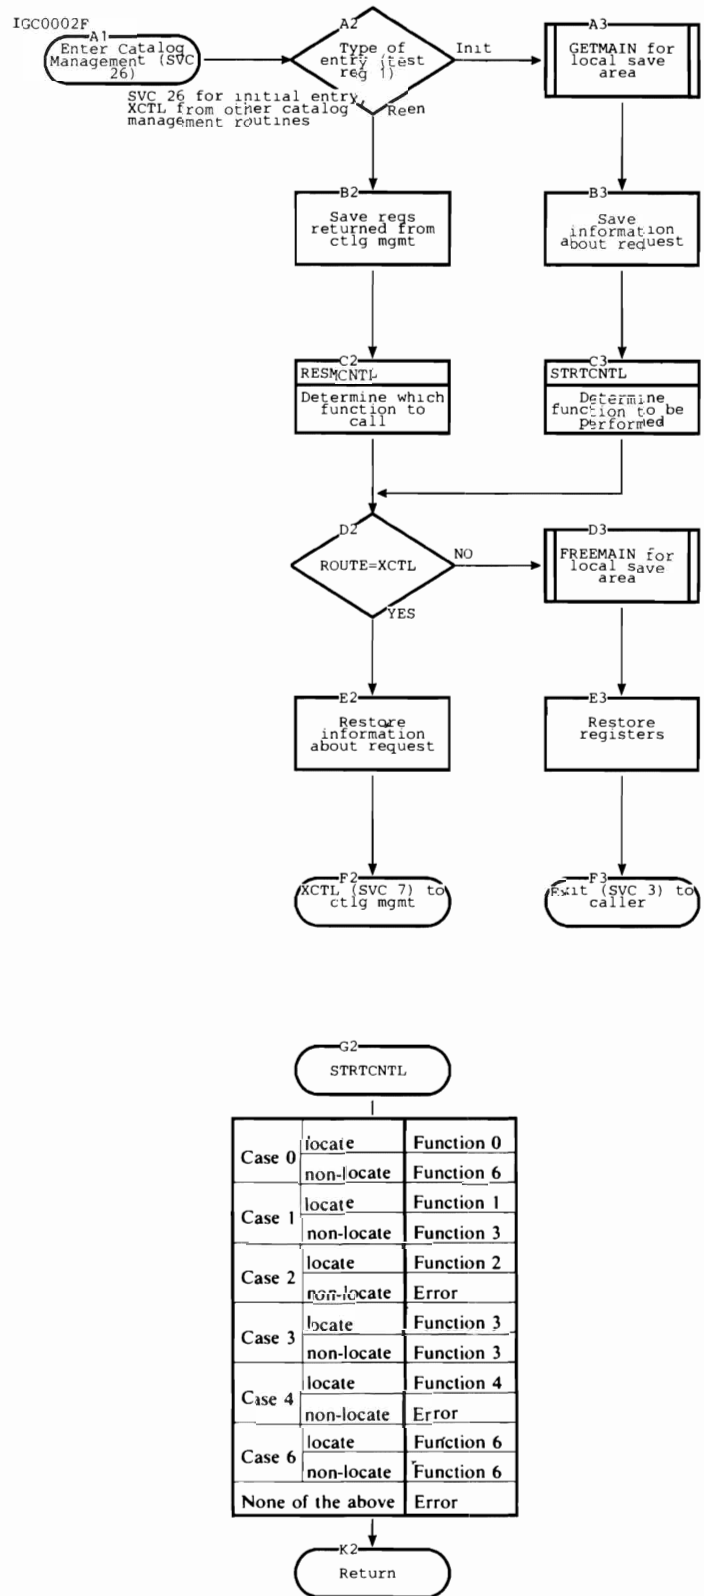 IGC0002F
A1
Enter Catalog
Management (SVC
26)
SVC 26 for initial entry,
XCTL from other catalog
management routines
A2
Type of
entry (test
reg 1)
Init
Reen
A3
GETMAIN for
local save
area
B2
Save regs
returned from
ctlg mgmt
B3
Save
information
about request
C2
RESMCNTL
Determine which
function to
call
C3
STRTCNTL
Determine
function to be
performed
D2
ROUTE=XCTL
NO
YES
D3
FREEMAIN for
local save
area
E2
Restore
information
about request
E3
Restore
registers
F2
XCTL (SVC 7) to
ctlg mgmt
F3
Exit (SVC 3) to
caller
G2
STRTCNTL
Case 0 locate Function 0
non-locate Function 6
Case 1 locate Function 1
non-locate Function 3
Case 2 locate Function 2
non-locate Error
Case 3 locate Function 3
non-locate Function 3
Case 4 locate Function 4
non-locate Error
Case 6 locate Function 6
non-locate Function 6
None of the above Error
K2
Return